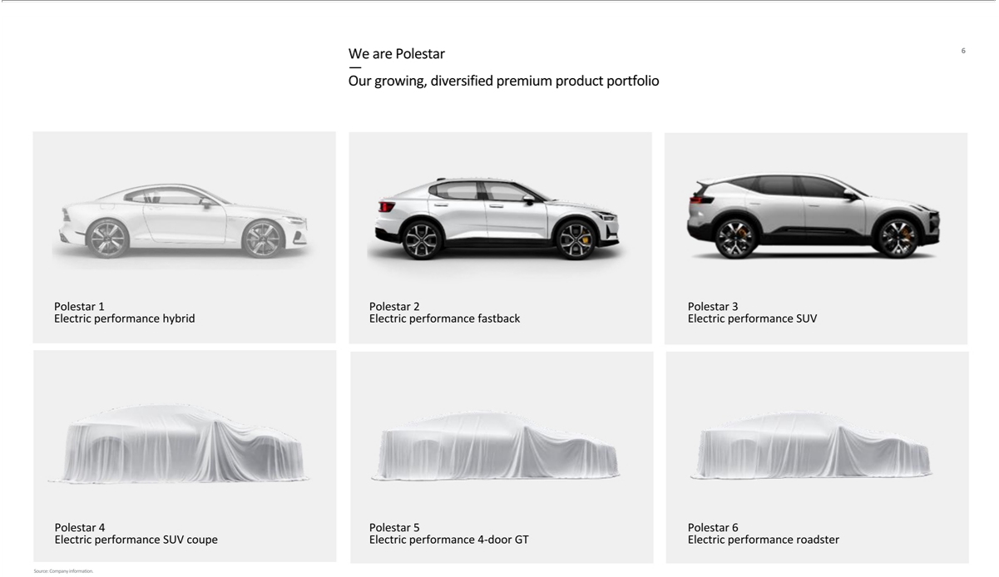 We are Polestar
—
Our growing, diversified premium product portfolio
6
Polestar 1
Electric performance hybrid
Polestar 2
Electric performance fastback
Polestar 3
Electric performance SUV
Polestar 4
Electric performance SUV coupe
Polestar 5
Electric performance 4-door GT
Polestar 6
Electric performance roadster
Source: Company information.